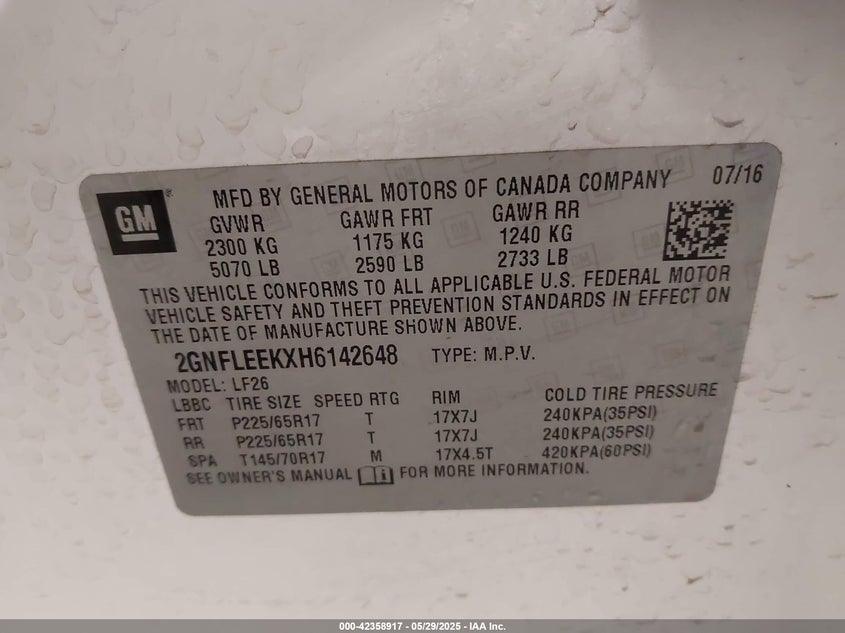 GM
MFD BY GENERAL MOTORS OF CANADA COMPANY 07/16
GVWR GAWR FRT GAWR RR
2300 KG 1175 KG 1240 KG
5070 LB 2590 LB 2733 LB
THIS VEHICLE CONFORMS TO ALL APPLICABLE U.S. FEDERAL MOTOR
VEHICLE SAFETY AND THEFT PREVENTION STANDARDS IN EFFECT ON
THE DATE OF MANUFACTURE SHOWN ABOVE.
2GNFLEEKXH6142648 TYPE: M.P.V.
MODEL: LF26
LBBC TIRE SIZE SPEED RTG RIM COLD TIRE PRESSURE
FRT P225/65R17 T 17X7J 240KPA(35PSI)
RR P225/65R17 T 17X7J 240KPA(35PSI)
SPA T145/70R17 M 17X4.5T 420KPA(60PSI)
SEE OWNER'S MANUAL FOR MORE INFORMATION.
000-42358917 - 05/29/2025 - IAA Inc.